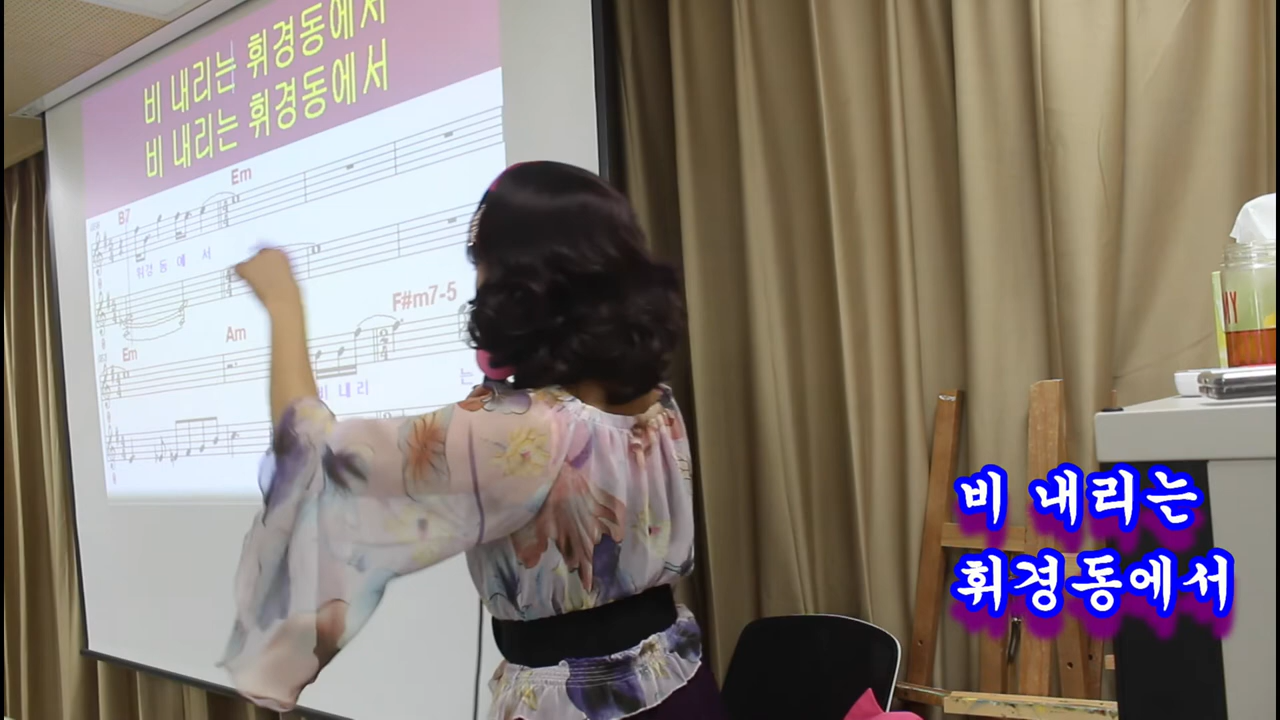 비 내리는 휘경동에서
비 내리는 휘경동에서
Em
B7
휘경 동 에 서
F#m7-5
Am
Em
비 내 리 는
NY
비 내리는
휘경동에서